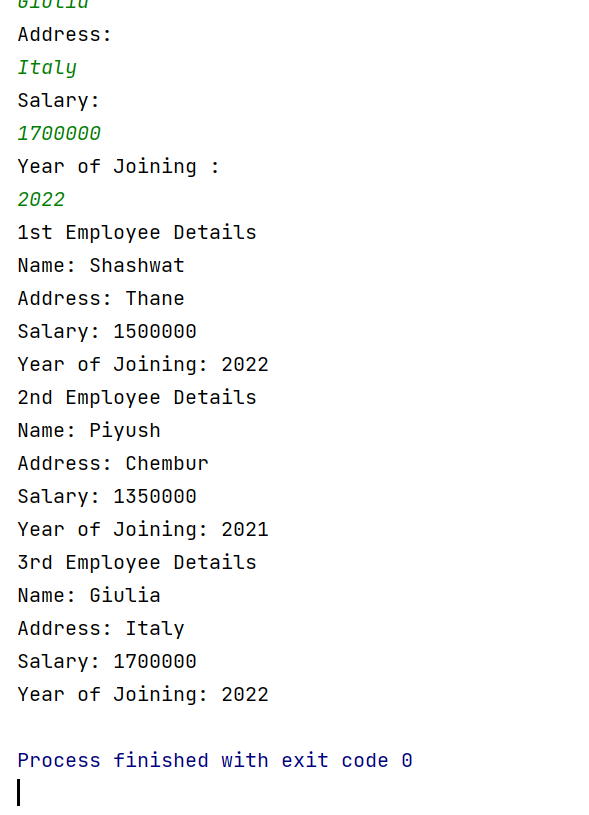 Giulia
Address:
Italy
Salary:
1700000
Year of Joining :
2022
1st Employee Details
Name: Shashwat
Address: Thane
Salary: 1500000
Year of Joining: 2022
2nd Employee Details
Name: Piyush
Address: Chembur
Salary: 1350000
Year of Joining: 2021
3rd Employee Details
Name: Giulia
Address: Italy
Salary: 1700000
Year of Joining: 2022
Process finished with exit code 0